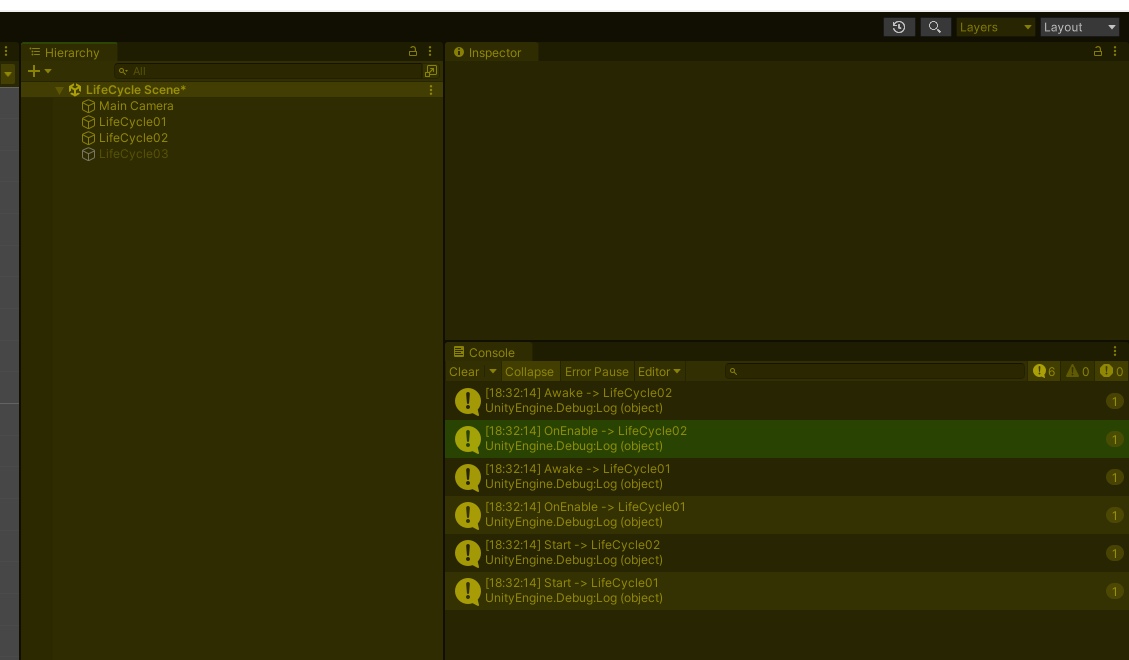 Layers Layout
Hierarchy
All
LifeCycle Scene*
Main Camera
LifeCycle01
LifeCycle02
LifeCycle03
Inspector
Console
Clear Collapse Error Pause Editor 6 0 0
[18:32:14] Awake -> LifeCycle02
UnityEngine.Debug:Log (object)
1
[18:32:14] OnEnable -> LifeCycle02
UnityEngine.Debug:Log (object)
1
[18:32:14] Awake -> LifeCycle01
UnityEngine.Debug:Log (object)
1
[18:32:14] OnEnable -> LifeCycle01
UnityEngine.Debug:Log (object)
1
[18:32:14] Start -> LifeCycle02
UnityEngine.Debug:Log (object)
1
[18:32:14] Start -> LifeCycle01
UnityEngine.Debug:Log (object)
1